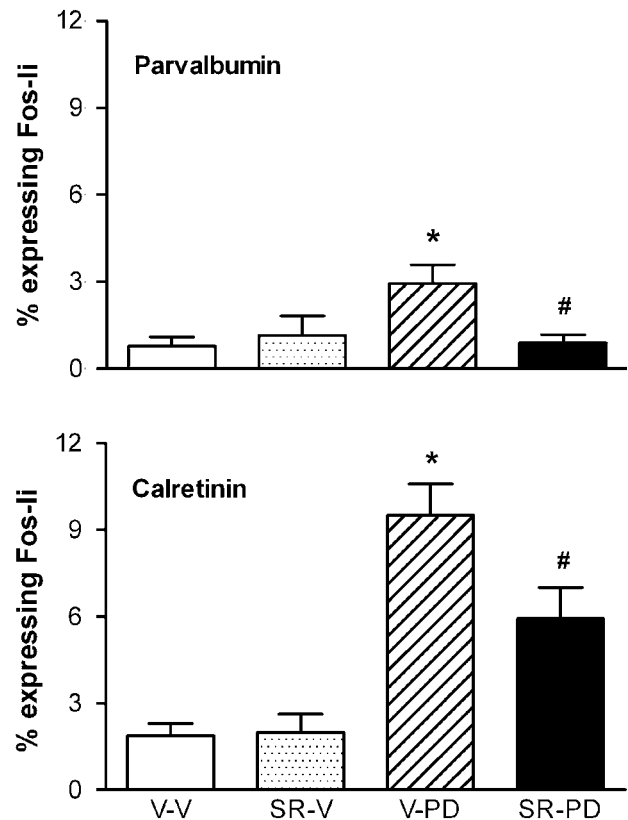 12
Parvalbumin
9
6
3
0
% expressing Fos-li
*
#
12
Calretinin
9
6
3
0
% expressing Fos-li
*
#
V-V SR-V V-PD SR-PD